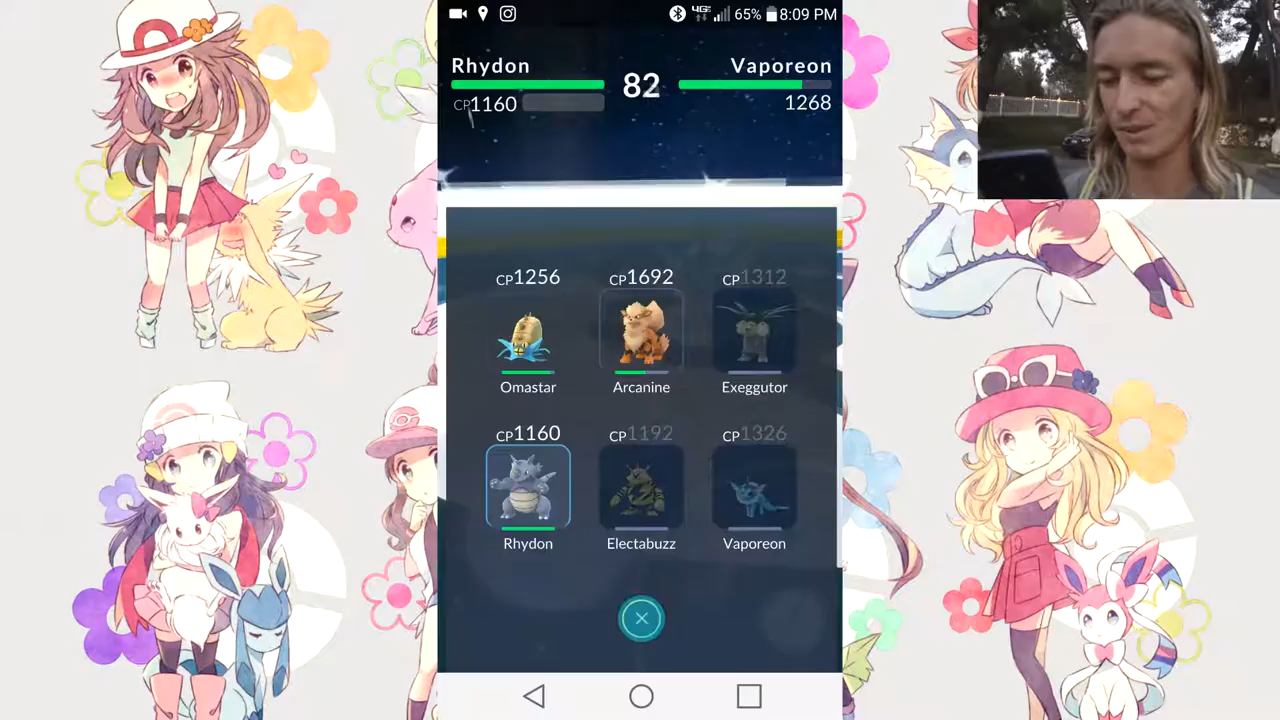 4G LTE 65% 8:09 PM
Rhydon 82 Vaporeon
CP1160 1268
CP1256 CP1692 CP1312
Omastar Arcanine Exeggutor
CP1160 CP1192 CP1326
Rhydon Electabuzz Vaporeon